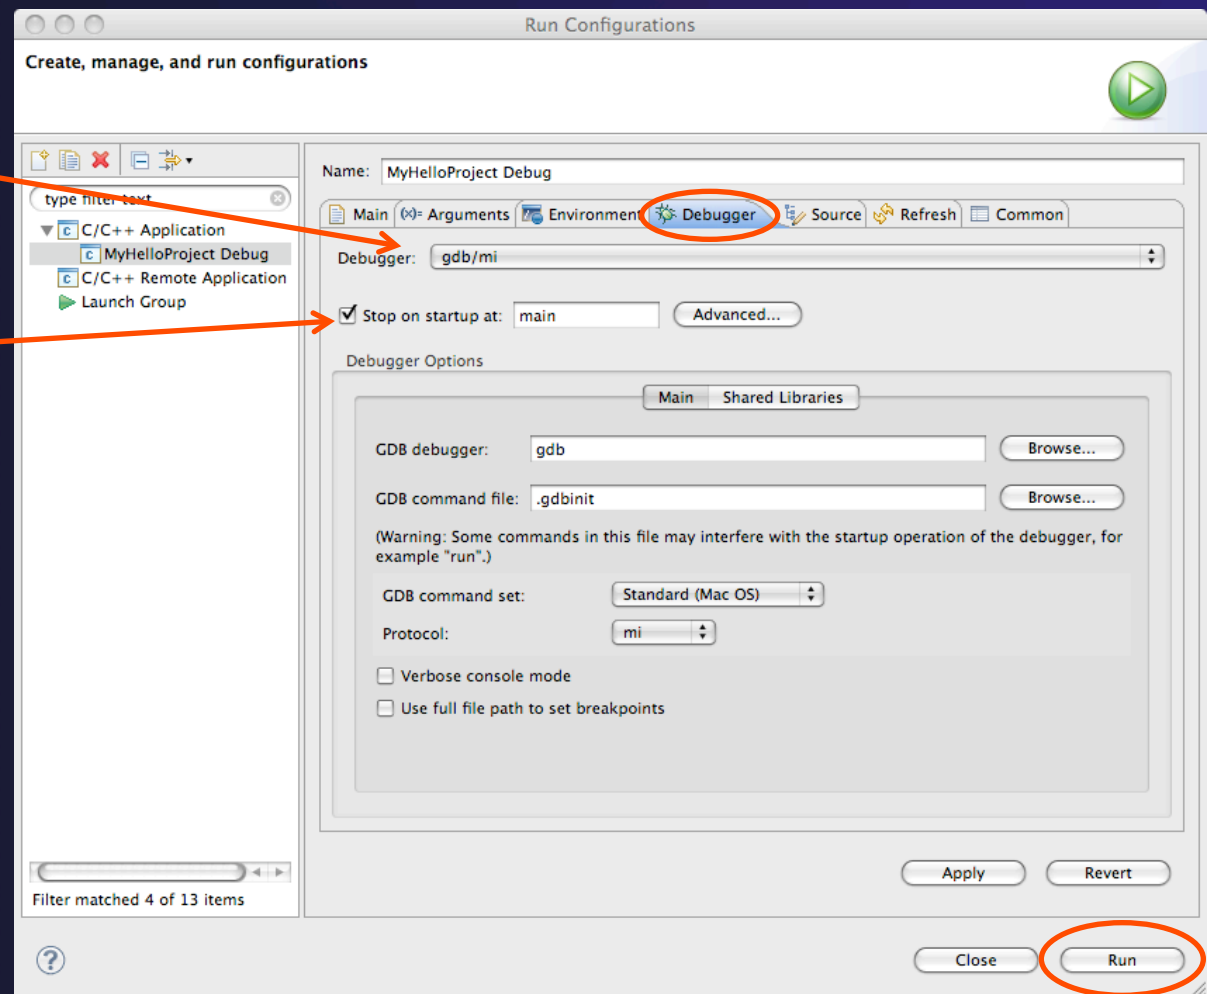 Run Configurations
Create, manage, and run configurations
type filter text
C/C++ Application
MyHelloProject Debug
C/C++ Remote Application
Launch Group
Filter matched 4 of 13 items
Name: MyHelloProject Debug
Main (x)= Arguments Environment Debugger Source Refresh Common
Debugger: gdb/mi
Stop on startup at: main Advanced...
Debugger Options
Main Shared Libraries
GDB debugger: gdb Browse...
GDB command file: .gdbinit Browse...
(Warning: Some commands in this file may interfere with the startup operation of the debugger, for
example "run".)
GDB command set: Standard (Mac OS)
Protocol: mi
Verbose console mode
Use full file path to set breakpoints
Apply Revert
? Close Run